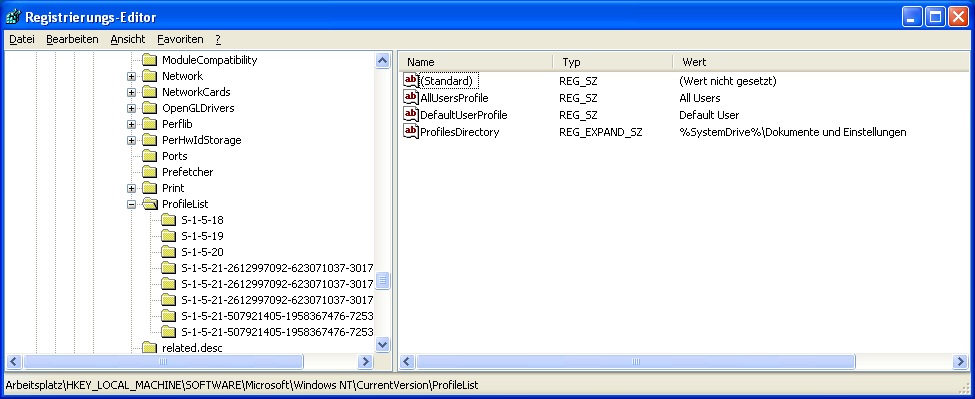 Registrierungs-Editor
Datei Bearbeiten Ansicht Favoriten ?
ModuleCompatibility
Network
NetworkCards
OpenGLDrivers
Perflib
PerHwIdStorage
Ports
Prefetcher
Print
ProfileList
S-1-5-18
S-1-5-19
S-1-5-20
S-1-5-21-2612997092-623071037-3017
S-1-5-21-2612997092-623071037-3017
S-1-5-21-2612997092-623071037-3017
S-1-5-21-507921405-1958367476-7253
S-1-5-21-507921405-1958367476-7253
related.desc
Name Typ Wert
ab (Standard) REG_SZ (Wert nicht gesetzt)
ab AllUsersProfile REG_SZ All Users
ab DefaultUserProfile REG_SZ Default User
ab ProfilesDirectory REG_EXPAND_SZ %SystemDrive%\Dokumente und Einstellungen
Arbeitsplatz\HKEY_LOCAL_MACHINE\SOFTWARE\Microsoft\Windows NT\CurrentVersion\ProfileList